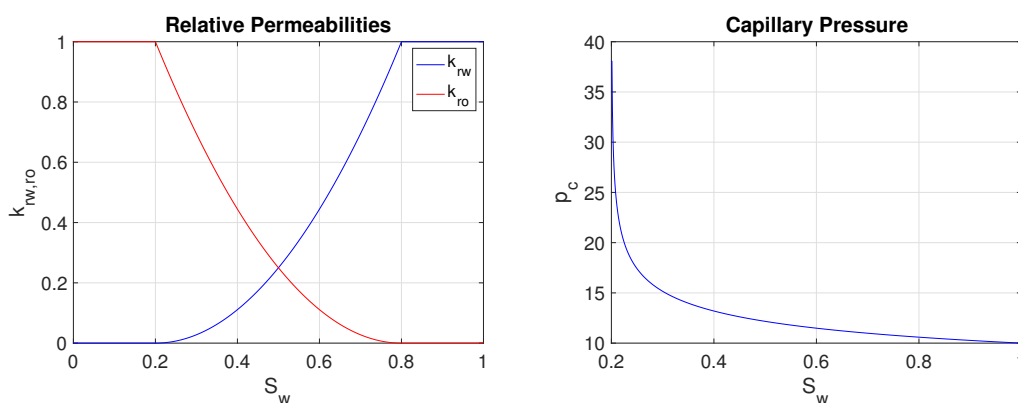 Relative Permeabilities
1
0.8
0.6
0.4
0.2
0
k_rw,ro
0 0.2 0.4 0.6 0.8 1
S_w
k_rw
k_ro
Capillary Pressure
40
35
30
25
20
15
10
p_c
0.2 0.4 0.6 0.8 1
S_w